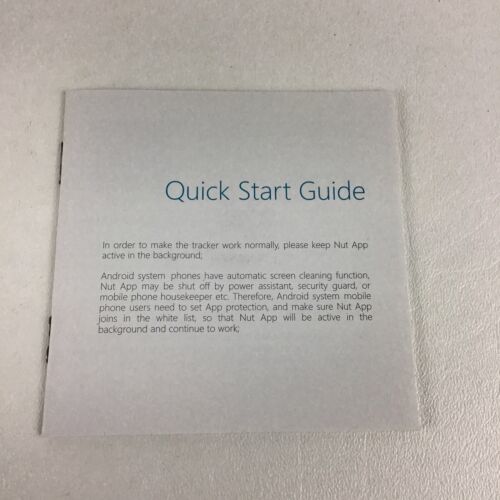 Quick Start Guide
In order to make the tracker work normally, please keep Nut App
active in the background;
Android system phones have automatic screen cleaning function,
Nut App may be shut off by power assistant, security guard, or
mobile phone housekeeper etc. Therefore, Android system mobile
phone users need to set App protection, and make sure Nut App
joins in the white list, so that Nut App will be active in the
background and continue to work;